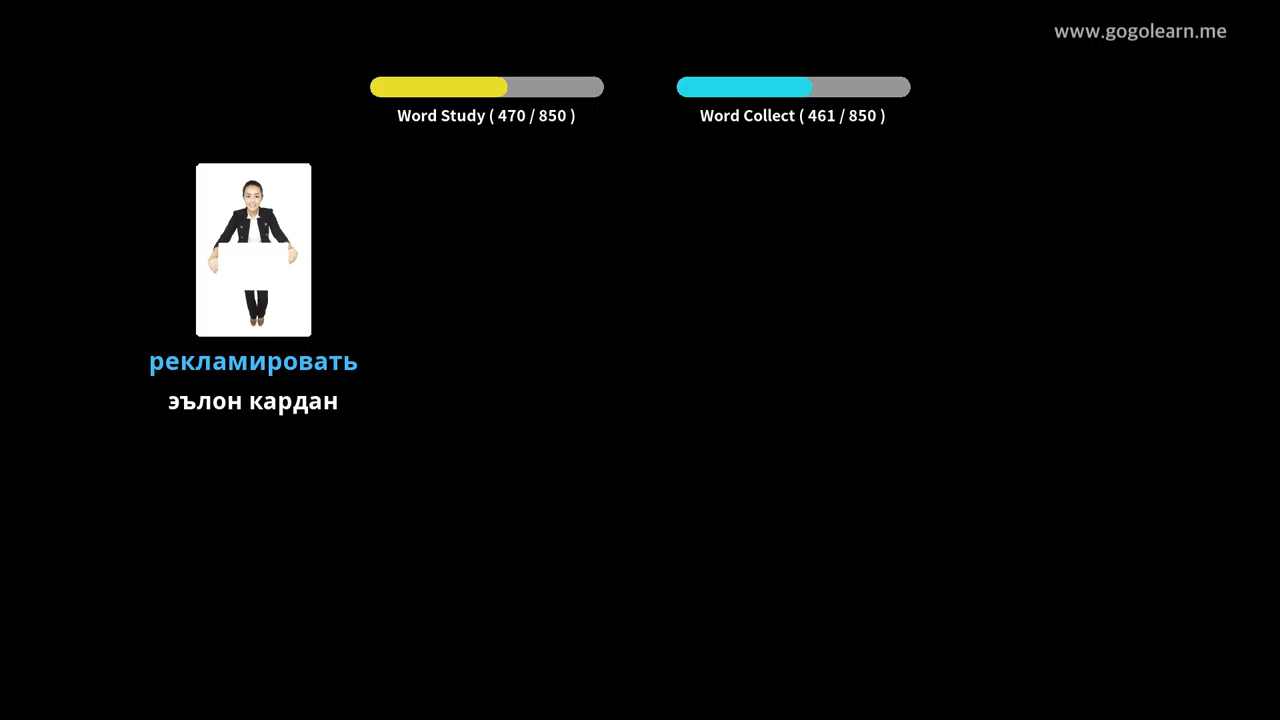 www.gogolearn.me
Word Study ( 470 / 850 )
Word Collect ( 461 / 850 )
рекламировать
эълон кардан